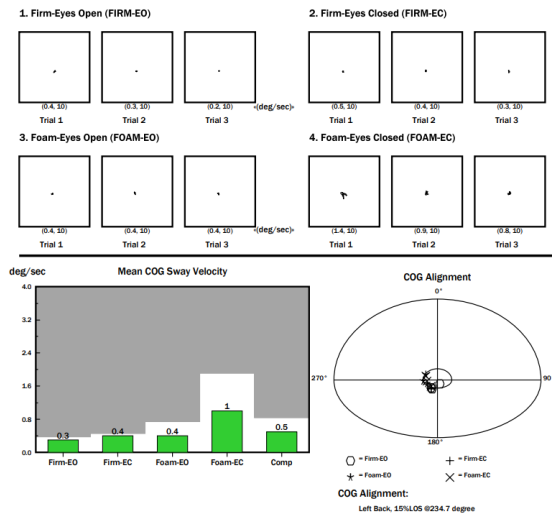 1. Firm-Eyes Open (FIRM-EO)
2. Firm-Eyes Closed (FIRM-EC)
(0.4, 10) (0.3, 10) (0.2, 10) «(deg/sec)» (0.5, 10) (0.4, 10) (0.3, 10)
Trial 1 Trial 2 Trial 3 Trial 1 Trial 2 Trial 3
3. Foam-Eyes Open (FOAM-EO)
4. Foam-Eyes Closed (FOAM-EC)
(0.4, 10) (0.4, 10) (0.4, 10) «(deg/sec)» (1.4, 10) (0.9, 10) (0.8, 10)
Trial 1 Trial 2 Trial 3 Trial 1 Trial 2 Trial 3
deg/sec Mean COG Sway Velocity
4.0
3.2
2.4
1.6
0.8
0.0
0.3 0.4 0.4 1 0.5
Firm-EO Firm-EC Foam-EO Foam-EC Comp
COG Alignment
0°
270° 90
180°
= Firm-EO = Firm-EC
= Foam-EO = Foam-EC
COG Alignment:
Left Back, 15%LOS @234.7 degree